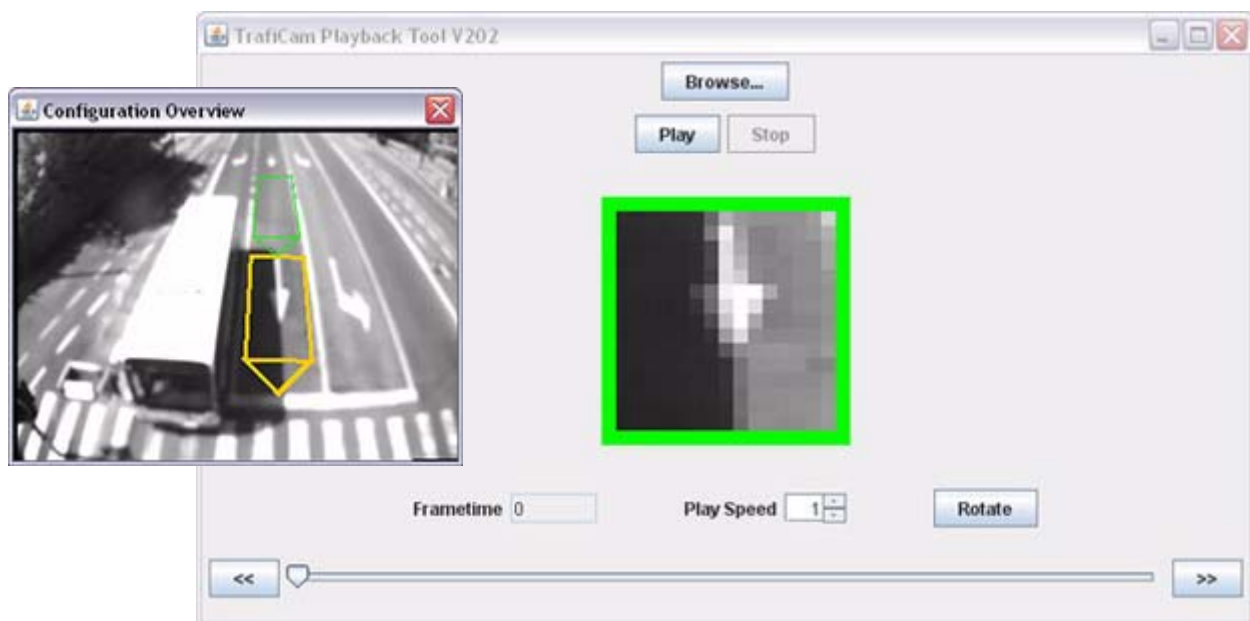 TrafiCam Playback Tool V202
Browse...
Configuration Overview
Play Stop
Frametime 0 Play Speed 1 Rotate
<< >>